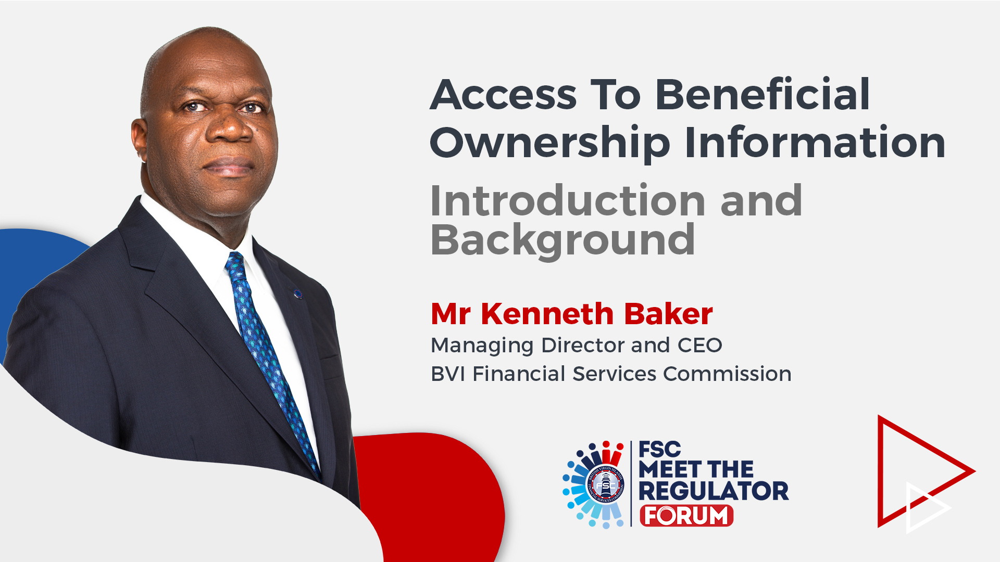 Access To Beneficial
Ownership Information
Introduction and
Background
Mr Kenneth Baker
Managing Director and CEO
BVI Financial Services Commission
BRITISH VIRGIN ISLANDS
FSC
FINANCIAL SERVICES COMMISSION
FSC
MEET THE
REGULATOR
FORUM